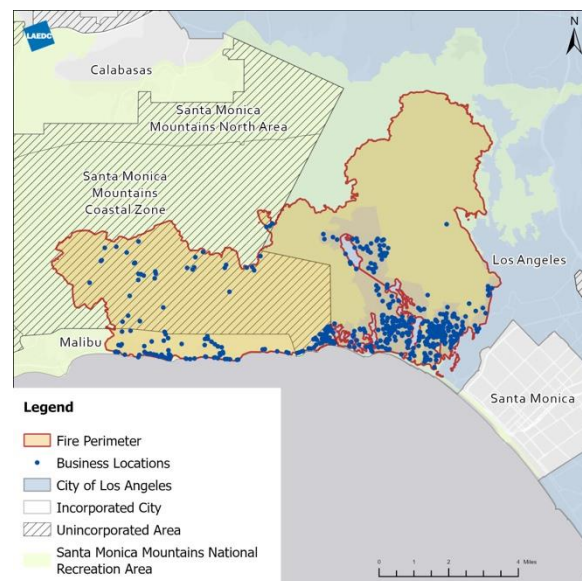 LAEDC
N
Calabasas
Santa Monica
Mountains North Area
Santa Monica
Mountains
Coastal Zone
Los Angeles
Malibu
Santa Monica
Legend
Fire Perimeter
Business Locations
City of Los Angeles
Incorporated City
Unincorporated Area
Santa Monica Mountains National
Recreation Area
0 1 2 4 Miles